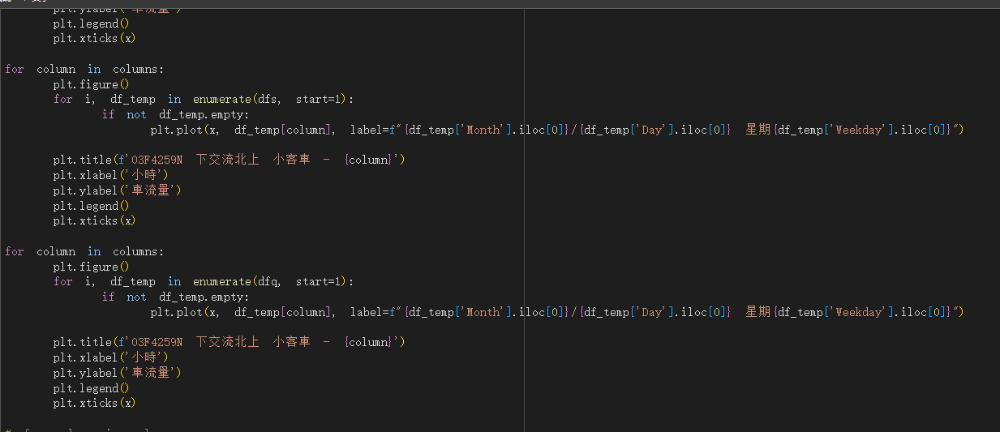 plt.ylabel('車流量')
plt.legend()
plt.xticks(x)
for column in columns:
plt.figure()
for i, df_temp in enumerate(dfs, start=1):
if not df_temp.empty:
plt.plot(x, df_temp[column], label=f"{df_temp['Month'].iloc[0]}/{df_temp['Day'].iloc[0]} 星期{df_temp['Weekday'].iloc[0]}")
plt.title(f'03F4259N 下交流北上 小客車 - {column}')
plt.xlabel('小時')
plt.ylabel('車流量')
plt.legend()
plt.xticks(x)
for column in columns:
plt.figure()
for i, df_temp in enumerate(dfq, start=1):
if not df_temp.empty:
plt.plot(x, df_temp[column], label=f"{df_temp['Month'].iloc[0]}/{df_temp['Day'].iloc[0]} 星期{df_temp['Weekday'].iloc[0]}")
plt.title(f'03F4259N 下交流北上 小客車 - {column}')
plt.xlabel('小時')
plt.ylabel('車流量')
plt.legend()
plt.xticks(x)